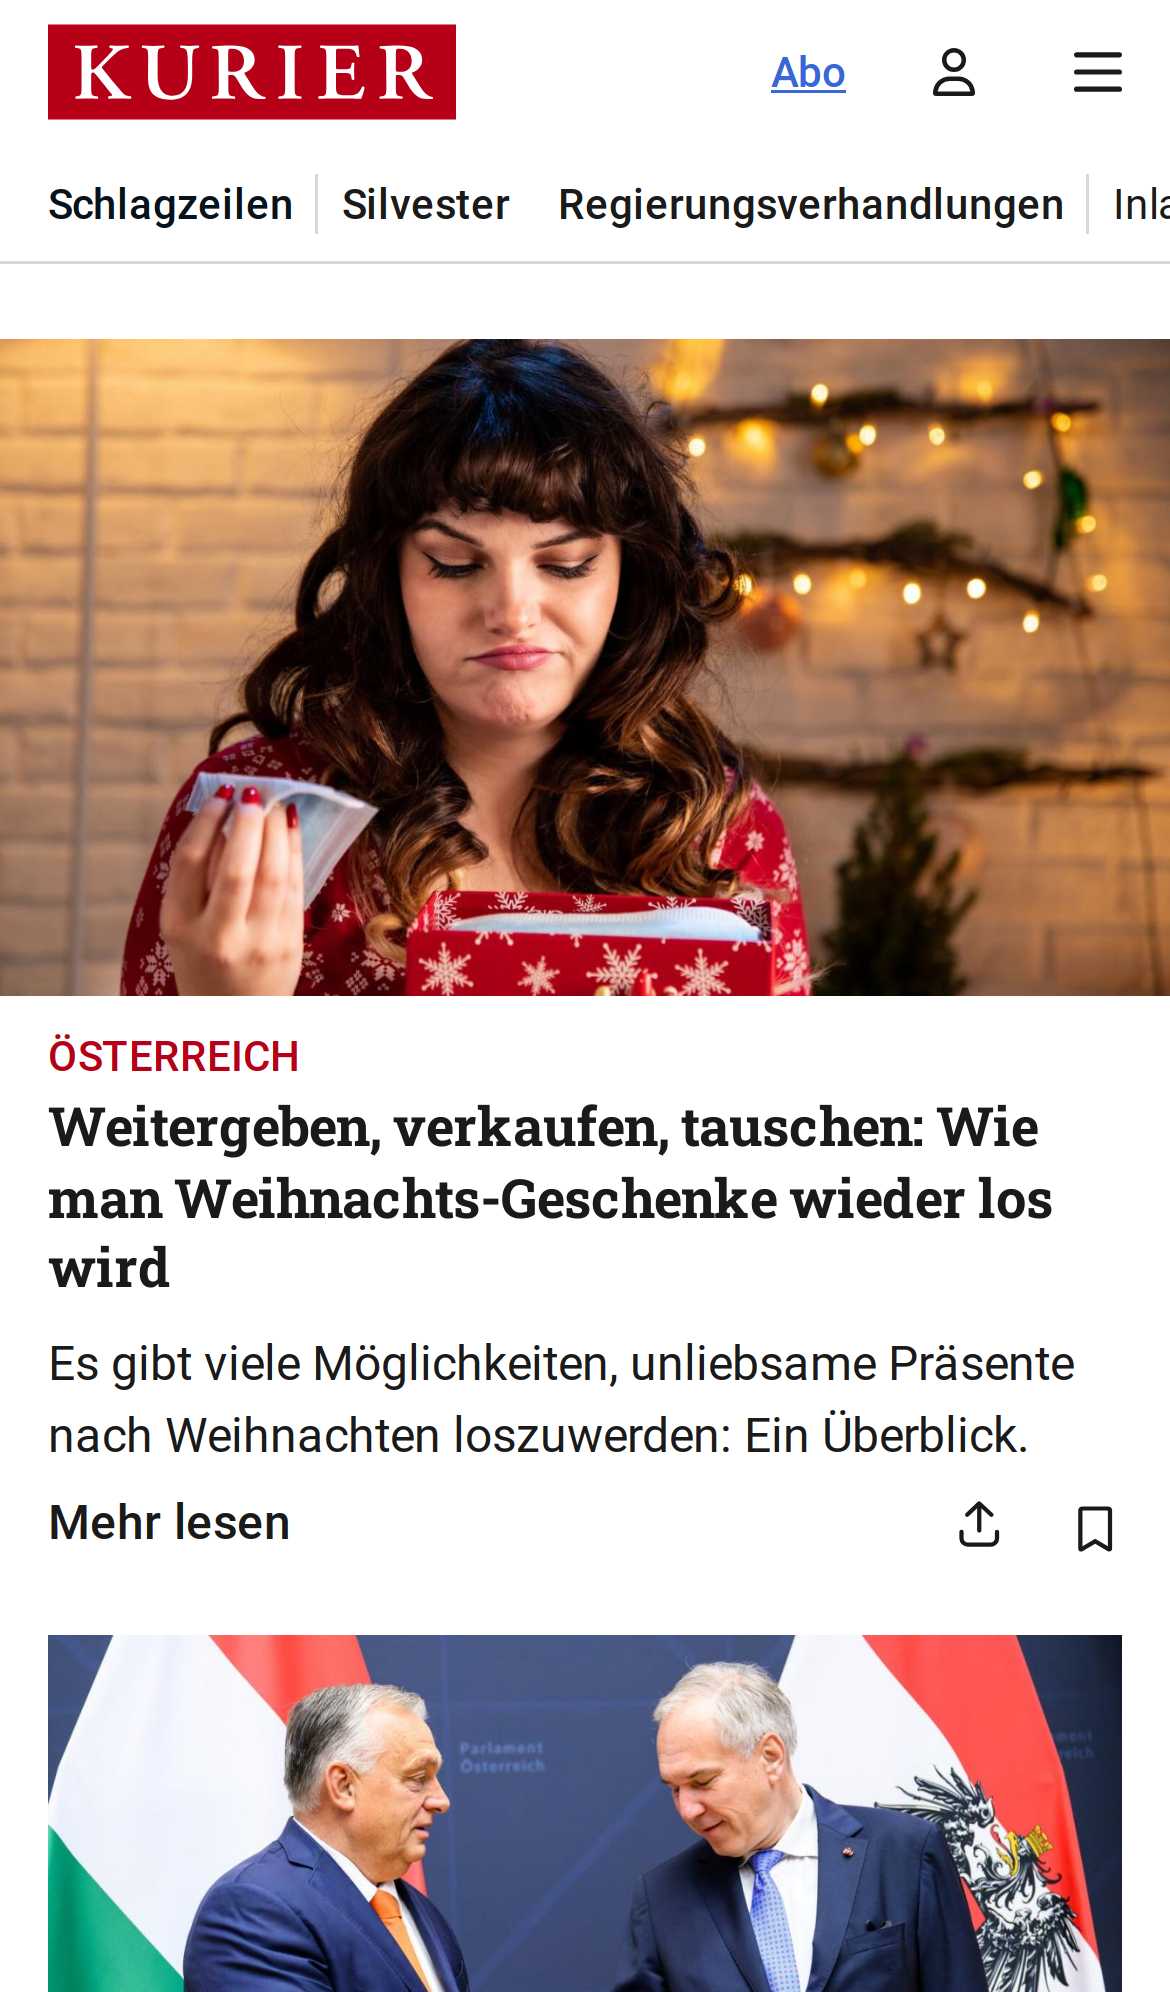 KURIER
Abo
Schlagzeilen
Silvester
Regierungsverhandlungen
ÖSTERREICH
Weitergeben, verkaufen, tauschen: Wie
man Weihnachts-Geschenke wieder los
wird
Es gibt viele Möglichkeiten, unliebsame Präsente
nach Weihnachten loszuwerden: Ein Überblick.
Mehr lesen
Parlament
Österreich